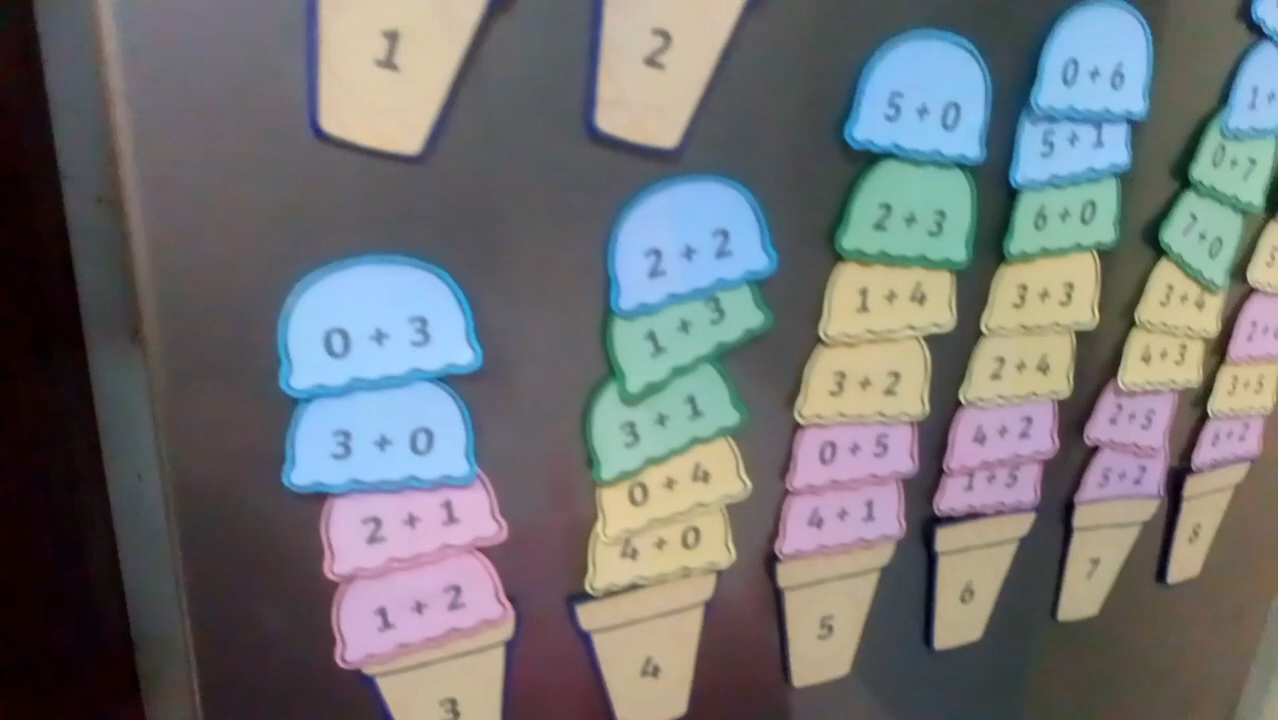 1
2
0 + 3
3 + 0
2 + 1
1 + 2
3
2 + 2
1 + 3
3 + 1
0 + 4
4 + 0
4
5 + 0
2 + 3
1 + 4
3 + 2
0 + 5
4 + 1
5
0 + 6
5 + 1
6 + 0
3 + 3
2 + 4
4 + 2
1 + 5
6
1 +
0 + 7
7 + 0
3 + 4
4 + 3
2 + 5
5 + 2
7
2 +
3 + 5
6 + 2
8